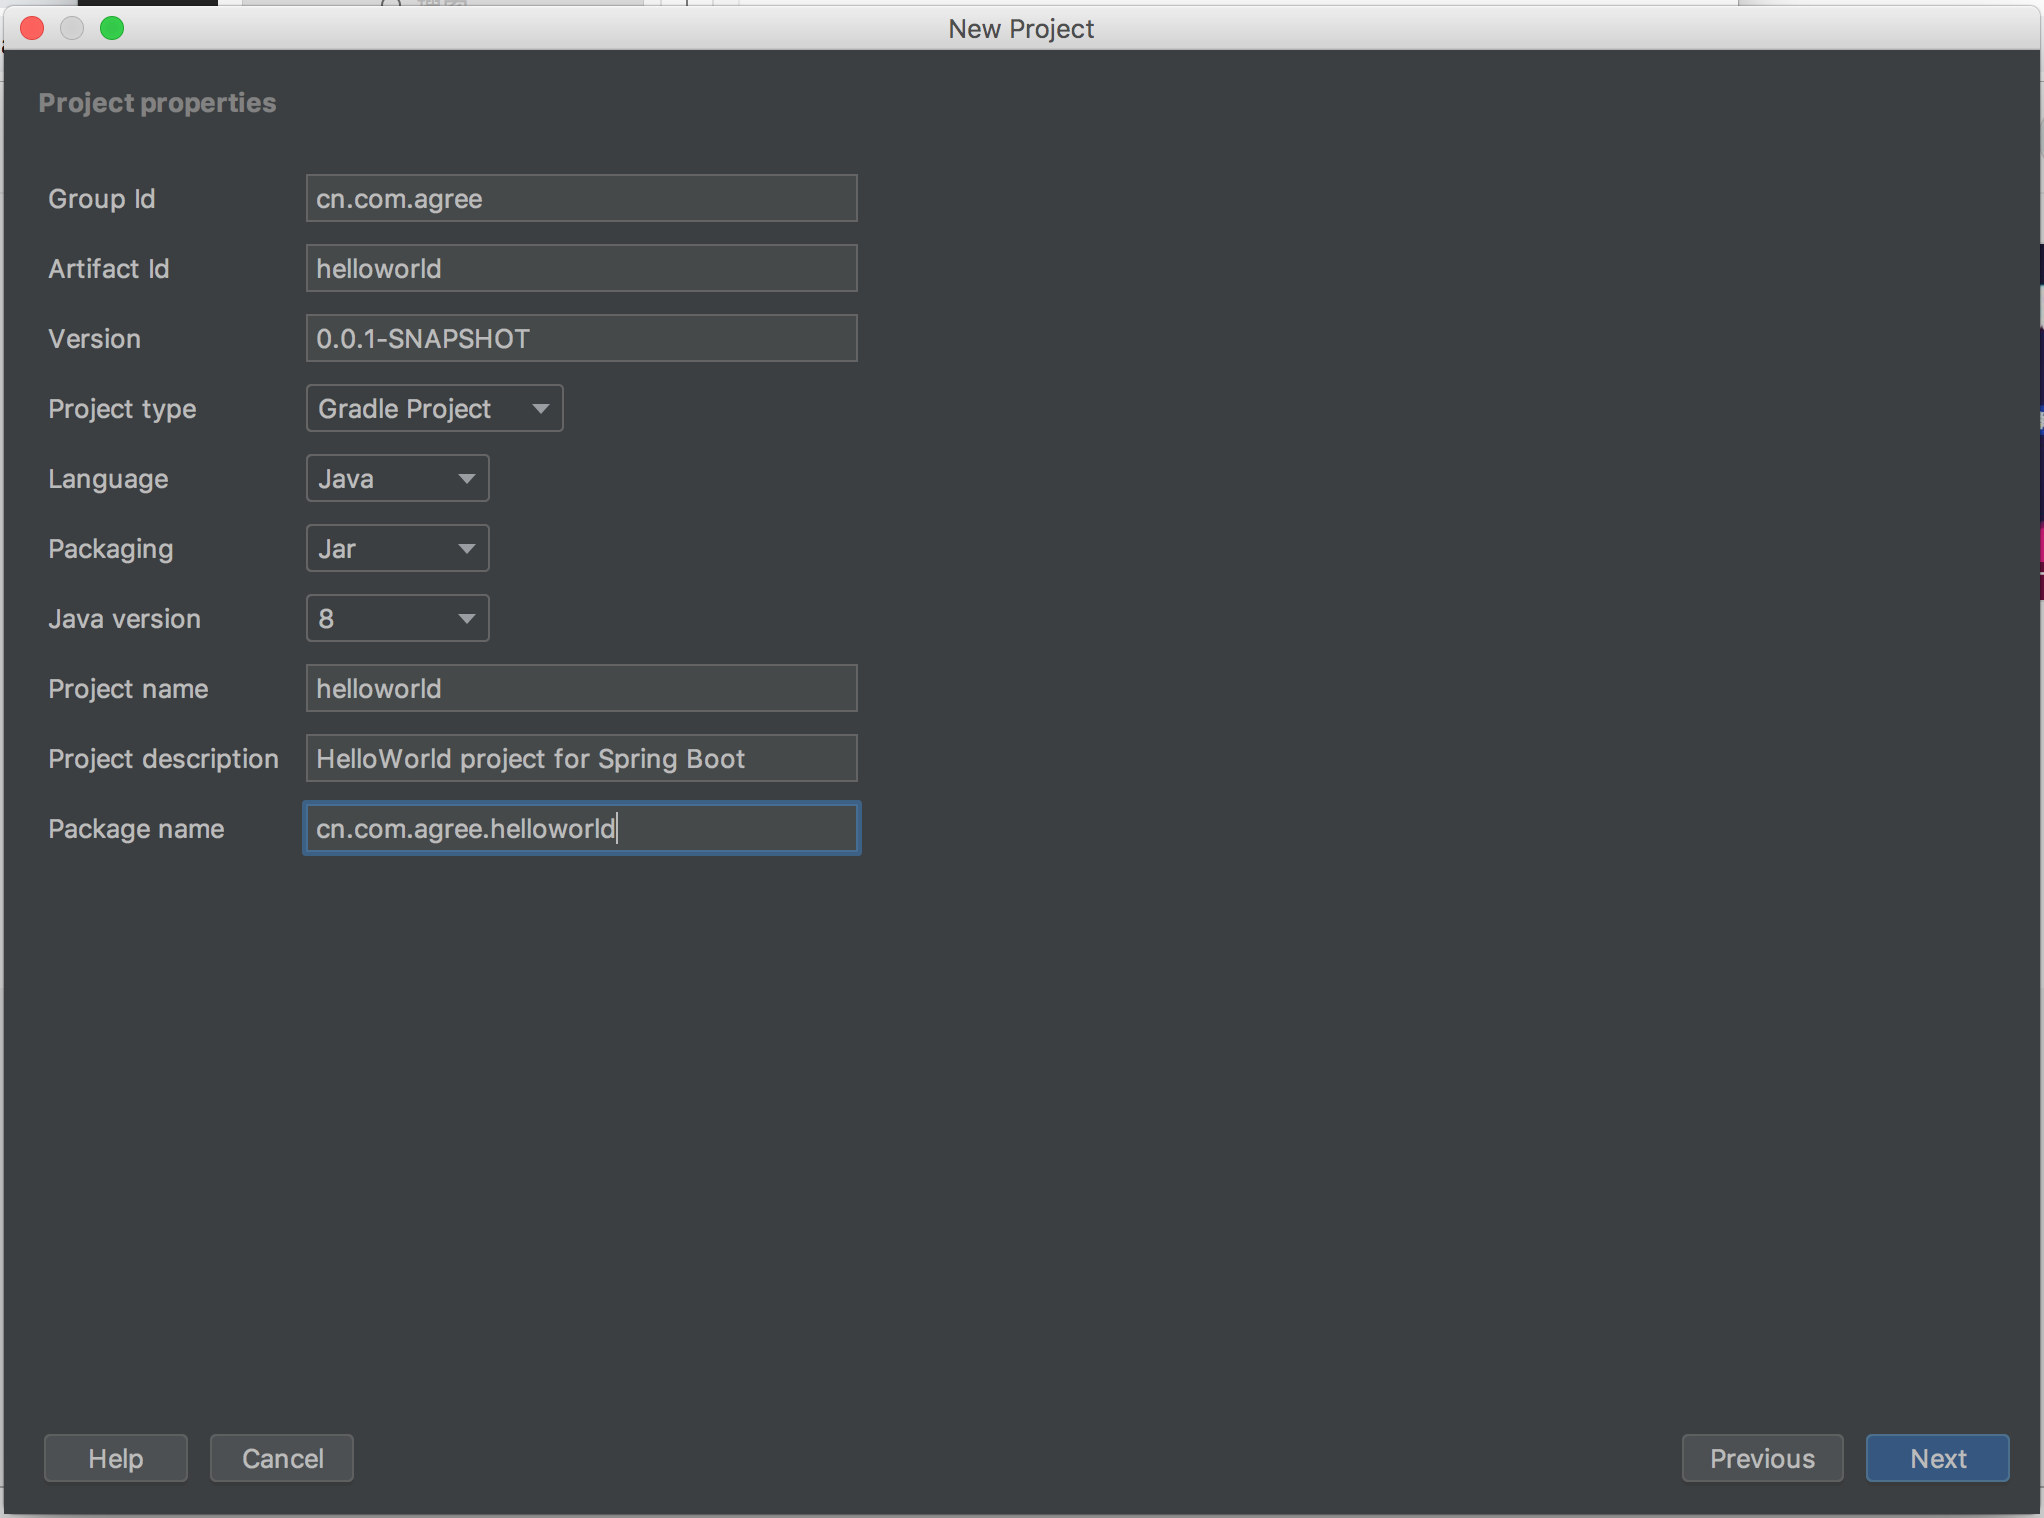 New Project
Project properties
Group Id cn.com.agree
Artifact Id helloworld
Version 0.0.1-SNAPSHOT
Project type Gradle Project
Language Java
Packaging Jar
Java version 8
Project name helloworld
Project description HelloWorld project for Spring Boot
Package name cn.com.agree.helloworld
Help Cancel Previous Next